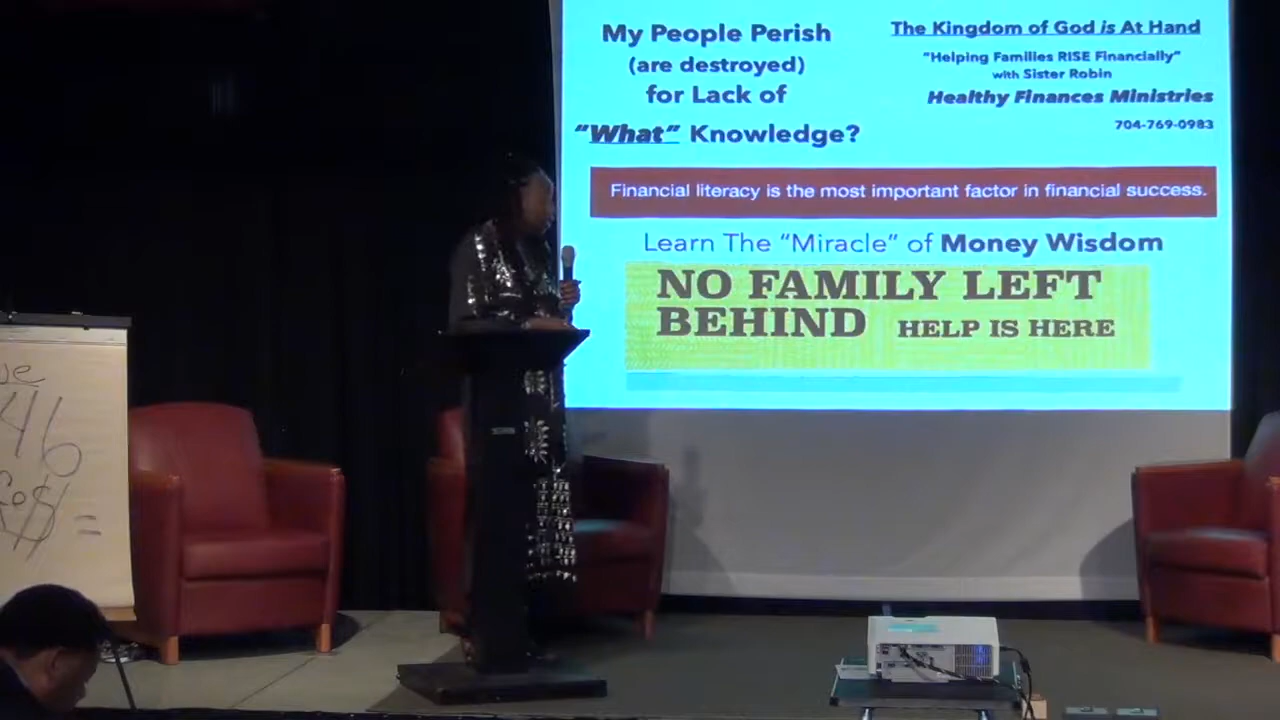 My People Perish
(are destroyed)
for Lack of
"What" Knowledge?
The Kingdom of God is At Hand
"Helping Families RISE Financially"
with Sister Robin
Healthy Finances Ministries
704-769-0983
Financial literacy is the most important factor in financial success.
Learn The "Miracle" of Money Wisdom
NO FAMILY LEFT
BEHIND HELP IS HERE
46
=